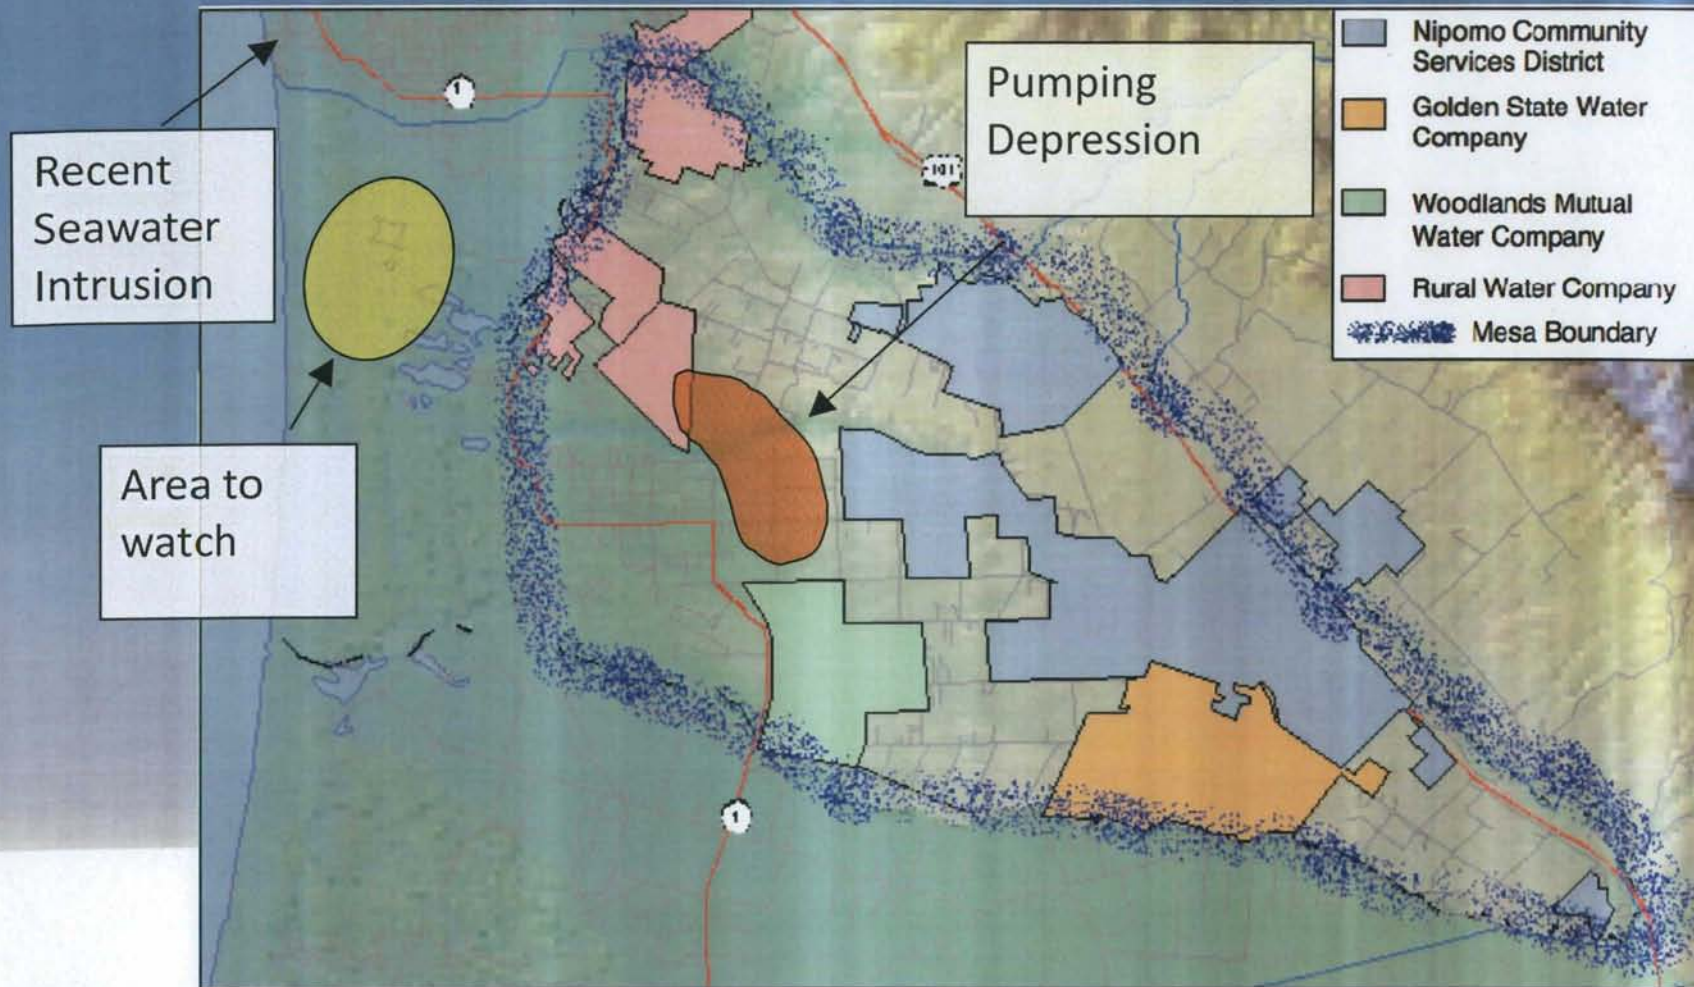 Recent
Seawater
Intrusion
Area to
watch
Pumping
Depression
1
101
1
Nipomo Community
Services District
Golden State Water
Company
Woodlands Mutual
Water Company
Rural Water Company
Mesa Boundary